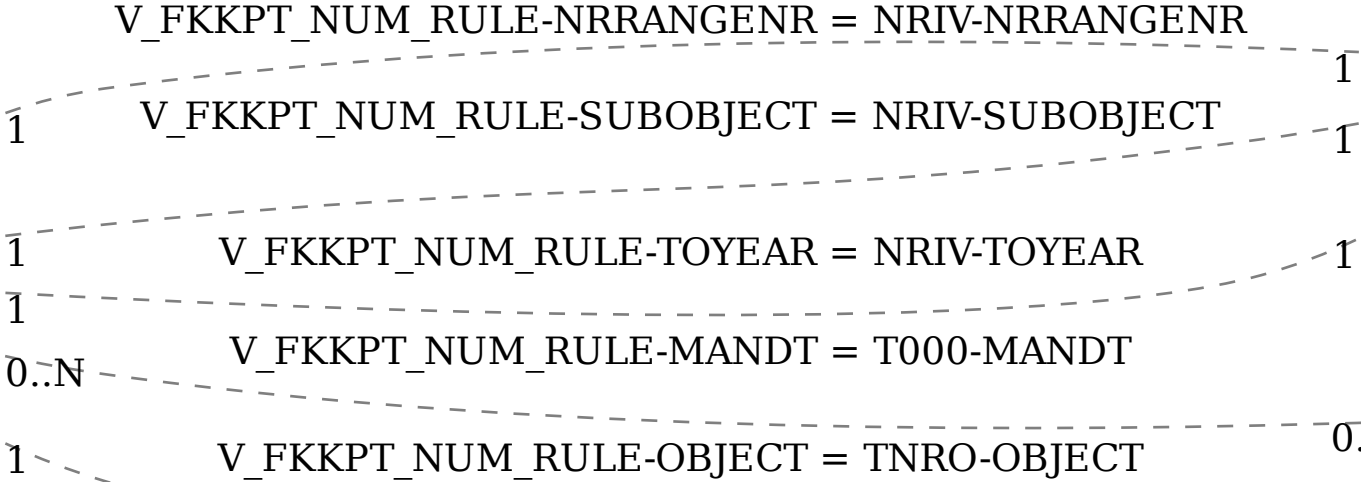 V_FKKPT_NUM_RULE-NRRANGENR = NRIV-NRRANGENR
1
1
V_FKKPT_NUM_RULE-SUBOBJECT = NRIV-SUBOBJECT
1
1
V_FKKPT_NUM_RULE-TOYEAR = NRIV-TOYEAR
1
1
V_FKKPT_NUM_RULE-MANDT = T000-MANDT
0..N
0.
1
V_FKKPT_NUM_RULE-OBJECT = TNRO-OBJECT